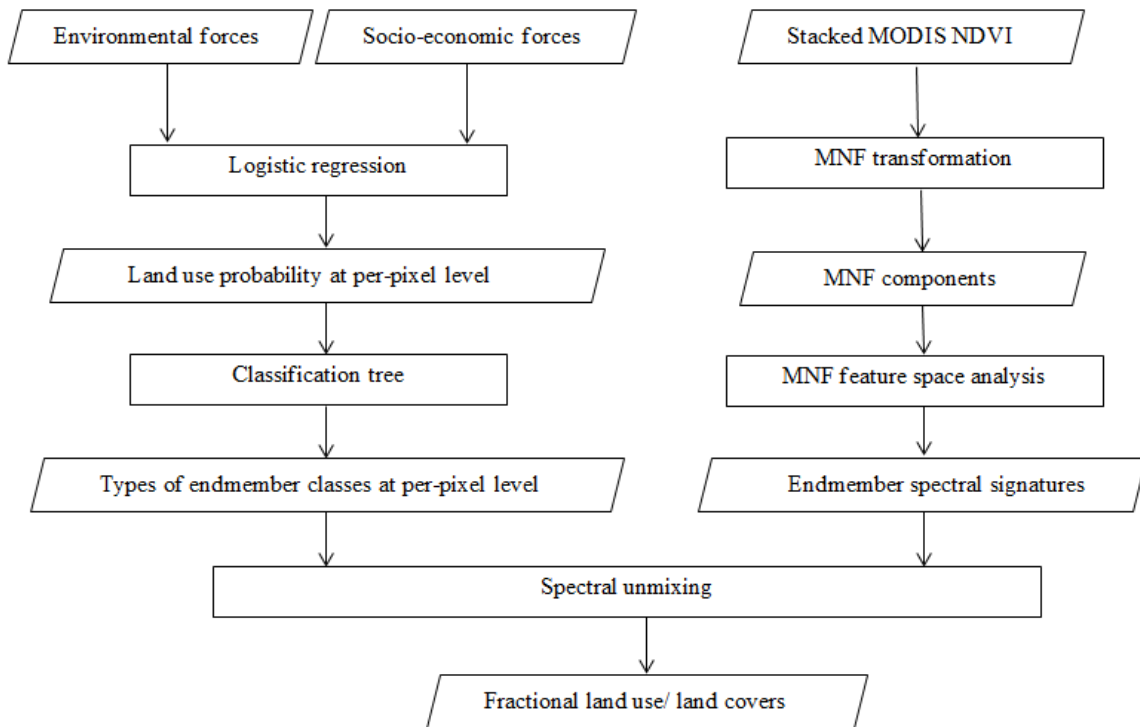 Environmental forces
Socio-economic forces
Stacked MODIS NDVI
Logistic regression
MNF transformation
Land use probability at per-pixel level
MNF components
Classification tree
MNF feature space analysis
Types of endmember classes at per-pixel level
Endmember spectral signatures
Spectral unmixing
Fractional land use/ land covers